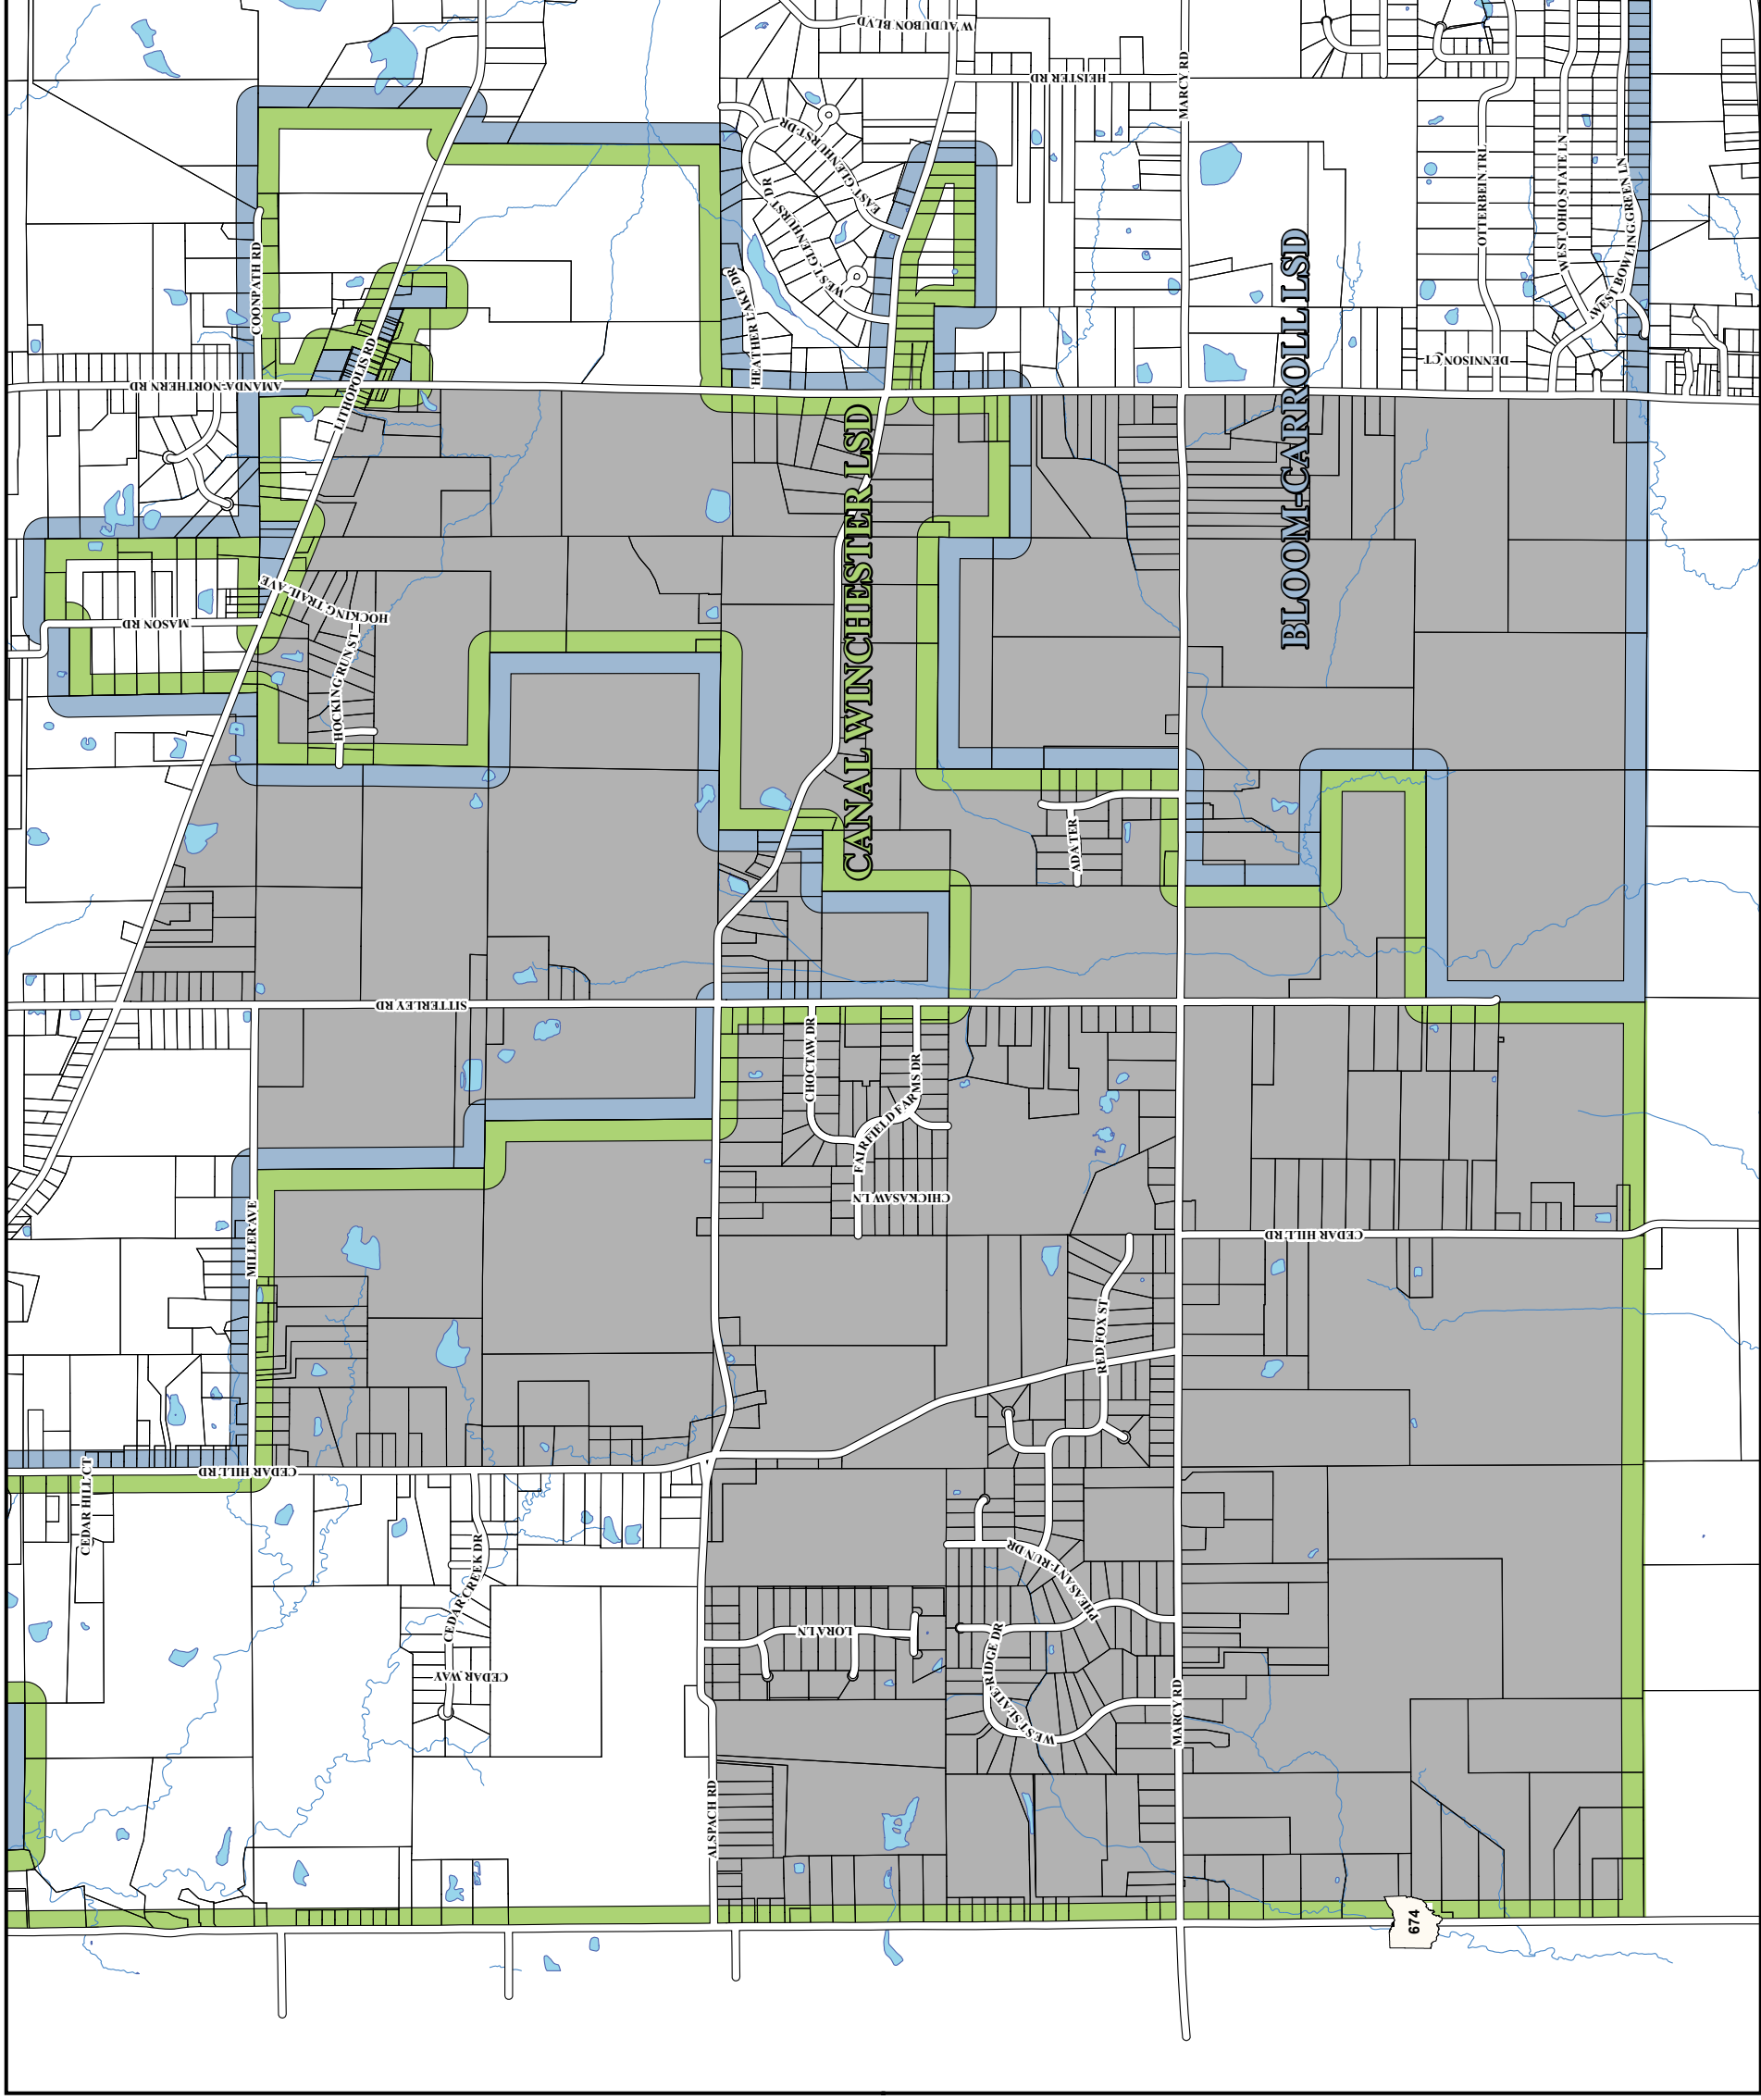 W AUDUBON BLVD
HEISTER RD
MARCY RD
EAST GLENHURST DR
WEST GLENHURST DR
OTTERBEIN TRL
WEST OHIO STATE LN
WEST BOWLING GREEN LN
COONPATH RD
HEATHER LAKE DR
DENNISON CT
AMANDA-NORTHERN RD
LITHOPOLIS RD
CANAL WINCHESTER LSD
BLOOM-CARROLL LSD
HOCKING TRAIL AVE
MASON RD
HOCKING RUN ST
ADA TER
SITTERLEY RD
CHOCTAW DR
FAIRFIELD FARMS DR
CHICKASAW LN
MILLER AVE
CEDAR HILL RD
RED FOX ST
CEDAR HILL RD
CEDAR HILL CT
CEDAR CREEK DR
PHEASANT-RUN DR
LORA LN
WEST SLATE RIDGE DR
CEDAR WAY
MARCY RD
ALSPACH RD
674